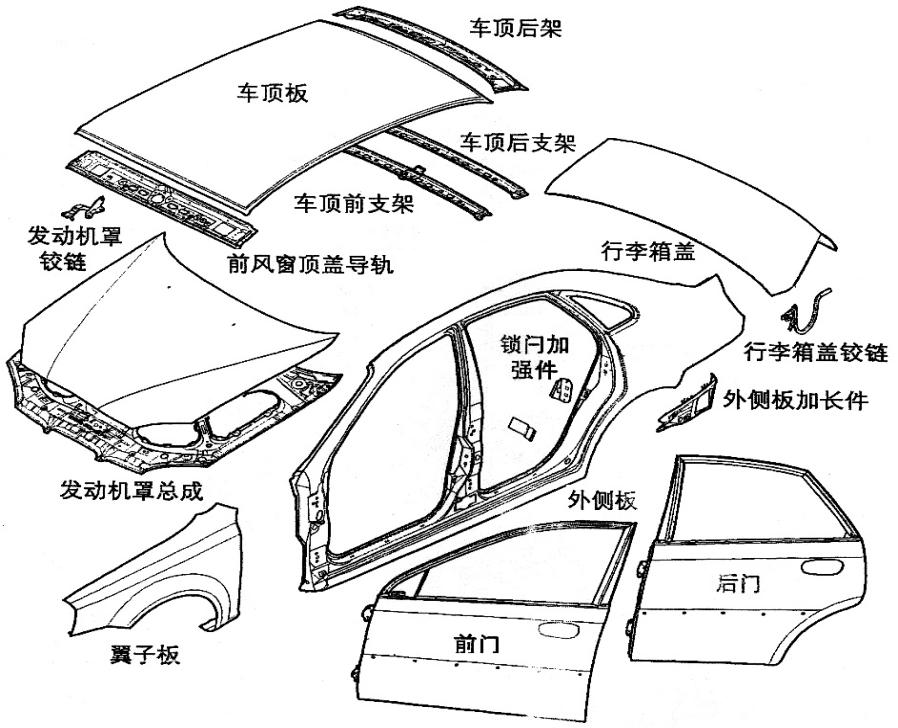 车顶后架
车顶板
车顶后支架
车顶前支架
发动机罩
铰链
前风窗顶盖导轨
行李箱盖
锁闩加
强件
行李箱盖铰链
外侧板加长件
发动机罩总成
外侧板
后门
前门
翼子板